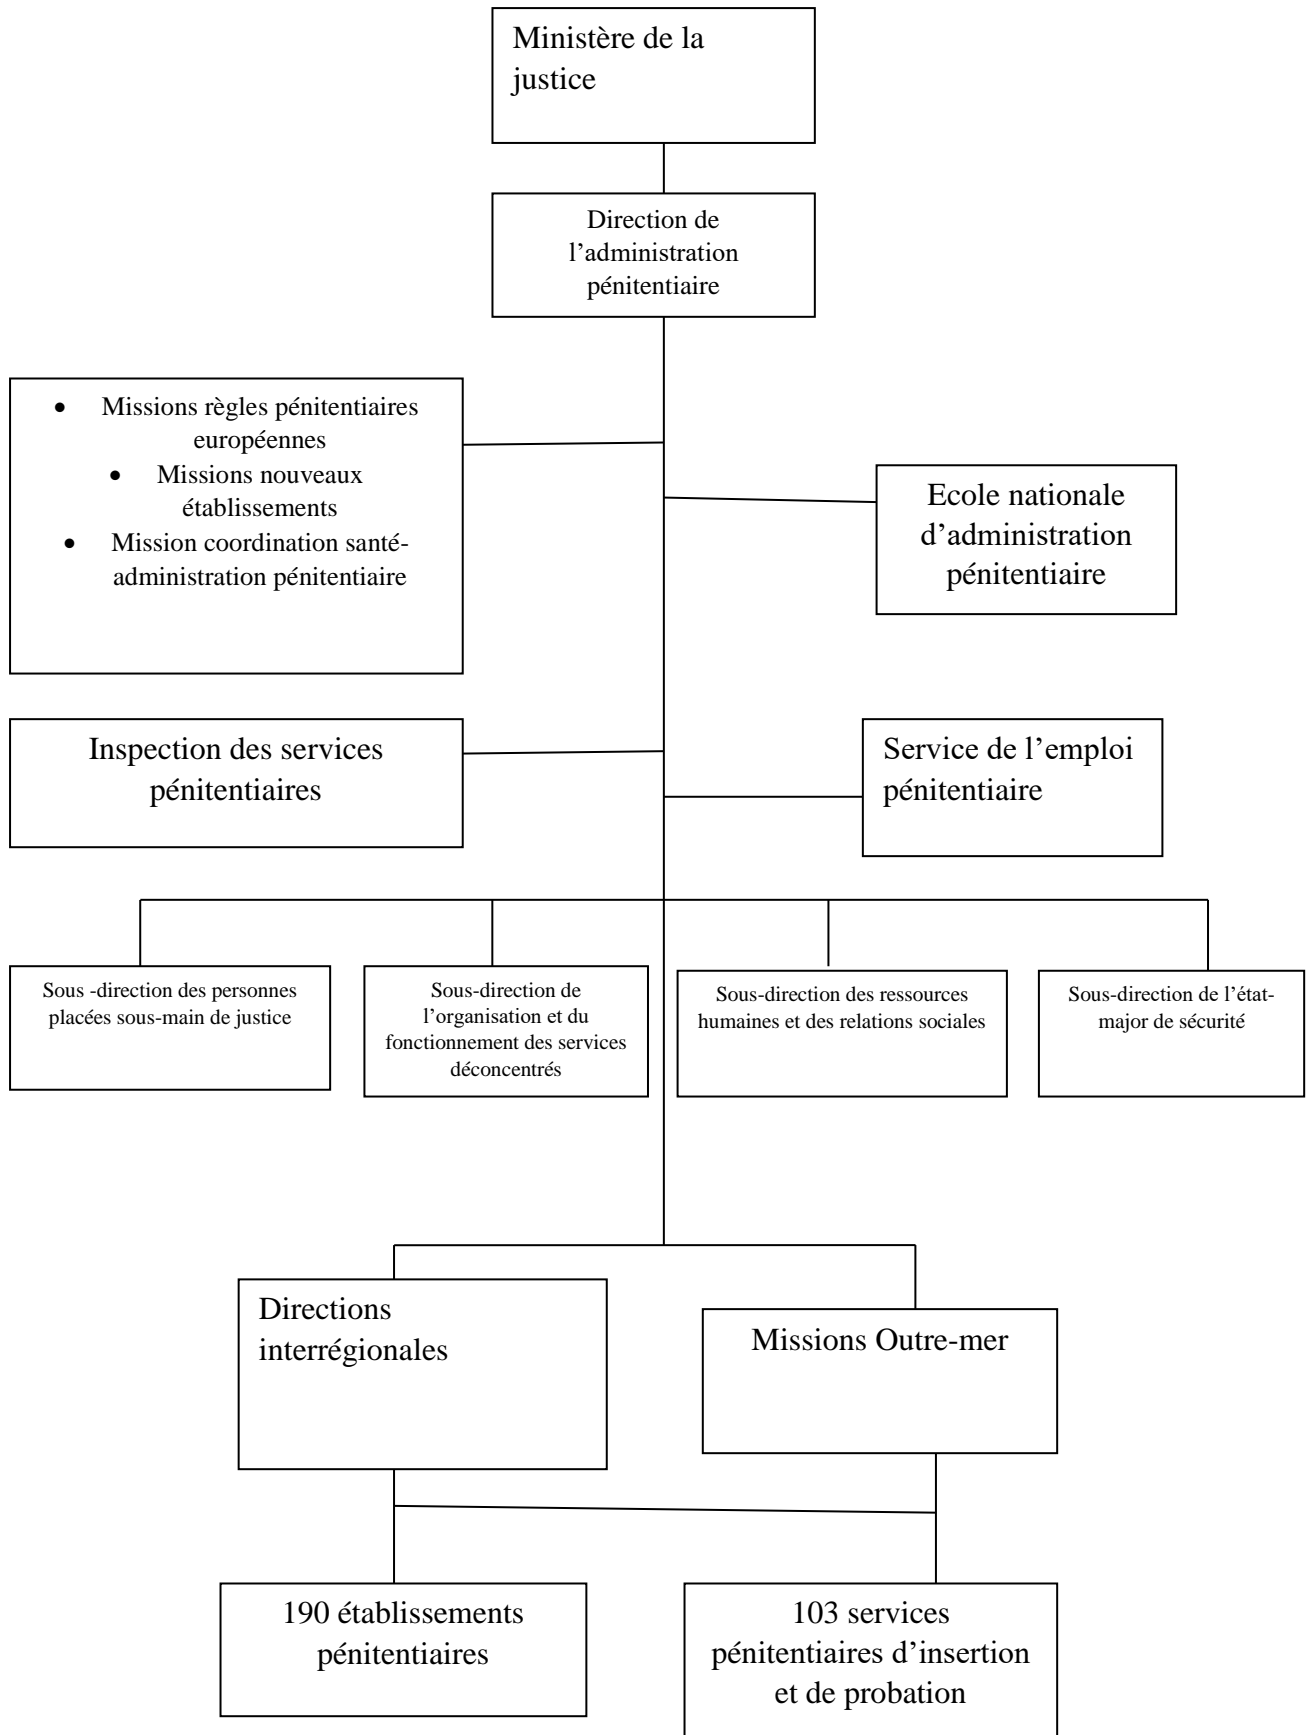 Ministère de la
justice
Direction de
l’administration
pénitentiaire
• Missions règles pénitentiaires
européennes
• Missions nouveaux
établissements
• Mission coordination santé-
administration pénitentiaire
Ecole nationale
d’administration
pénitentiaire
Inspection des services
pénitentiaires
Service de l’emploi
pénitentiaire
Sous -direction des personnes
placées sous-main de justice
Sous-direction de
l’organisation et du
fonctionnement des services
déconcentrés
Sous-direction des ressources
humaines et des relations sociales
Sous-direction de l’état-
major de sécurité
Directions
interrégionales
Missions Outre-mer
190 établissements
pénitentiaires
103 services
pénitentiaires d’insertion
et de probation